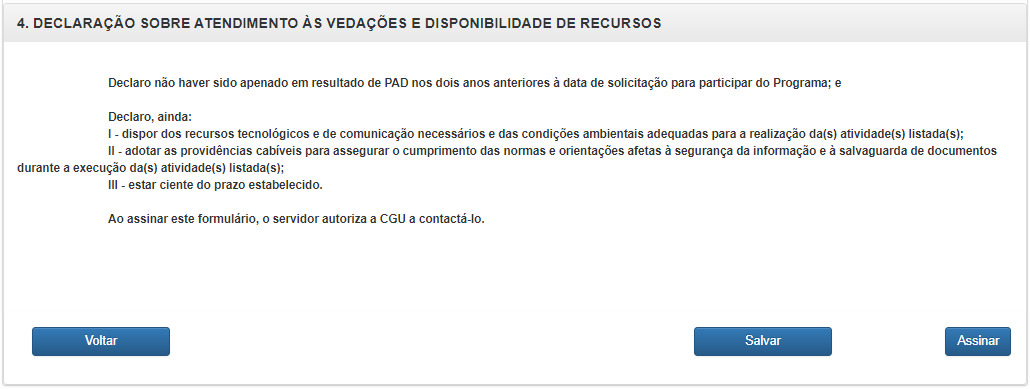 4. DECLARAÇÃO SOBRE ATENDIMENTO ÀS VEDAÇÕES E DISPONIBILIDADE DE RECURSOS
Declaro não haver sido apenado em resultado de PAD nos dois anos anteriores à data de solicitação para participar do Programa; e
Declaro, ainda:
I - dispor dos recursos tecnológicos e de comunicação necessários e das condições ambientais adequadas para a realização da(s) atividade(s) listada(s);
II - adotar as providências cabíveis para assegurar o cumprimento das normas e orientações afetas à segurança da informação e à salvaguarda de documentos
durante a execução da(s) atividade(s) listada(s);
III - estar ciente do prazo estabelecido.
Ao assinar este formulário, o servidor autoriza a CGU a contactá-lo.
Voltar Salvar Assinar